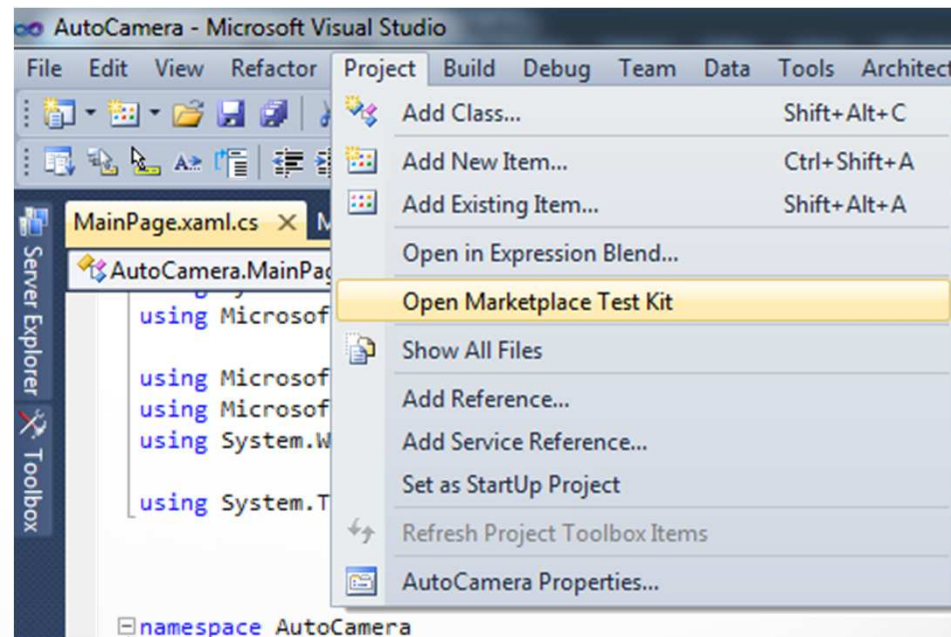 AutoCamera - Microsoft Visual Studio
File Edit View Refactor Project Build Debug Team Data Tools Architect
Add Class... Shift+Alt+C
Add New Item... Ctrl+Shift+A
Add Existing Item... Shift+Alt+A
Open in Expression Blend...
Open Marketplace Test Kit
Show All Files
Add Reference...
Add Service Reference...
Set as StartUp Project
Refresh Project Toolbox Items
AutoCamera Properties...
Server Explorer
Toolbox
MainPage.xaml.cs
AutoCamera.MainPag
using Microsof
using Microsof
using Microsof
using System.W
using System.T
namespace AutoCamera